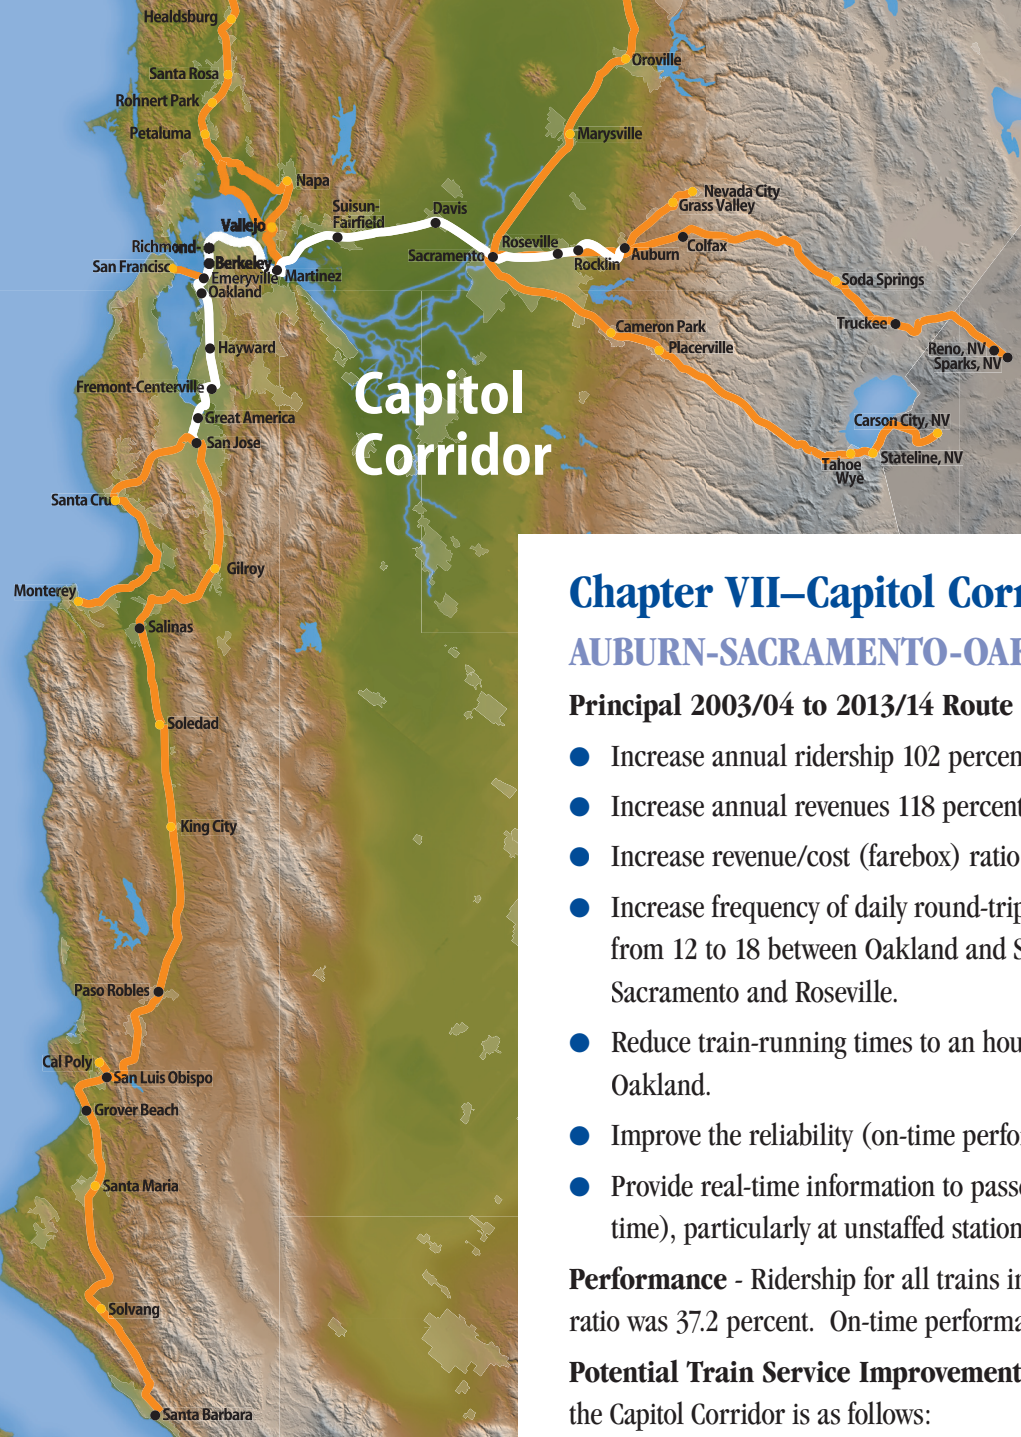 Healdsburg
Oroville
Santa Rosa
Rohnert Park
Petaluma
Marysville
Napa
Nevada City
Grass Valley
Suisun-
Fairfield
Davis
Vallejo
Richmond-
Berkeley
San Francisc
Emeryville
Oakland
Martinez
Sacramento
Roseville
Rocklin
Auburn
Colfax
Soda Springs
Truckee
Reno, NV
Sparks, NV
Cameron Park
Placerville
Hayward
Fremont-Centerville
Great America
San Jose
Carson City, NV
Tahoe
Wye
Stateline, NV
Capitol
Corridor
Santa Cru
Gilroy
Monterey
Salinas
Soledad
King City
Paso Robles
Cal Poly
San Luis Obispo
Grover Beach
Santa Maria
Solvang
Santa Barbara
Chapter VII–Capitol Corr
AUBURN-SACRAMENTO-OAK
Principal 2003/04 to 2013/14 Route
● Increase annual ridership 102 percen
● Increase annual revenues 118 percent
● Increase revenue/cost (farebox) ratio
● Increase frequency of daily round-trip
from 12 to 18 between Oakland and S
Sacramento and Roseville.
● Reduce train-running times to an hou
Oakland.
● Improve the reliability (on-time perfo
● Provide real-time information to passe
time), particularly at unstaffed station
Performance - Ridership for all trains in
ratio was 37.2 percent.  On-time performa
Potential Train Service Improvement
the Capitol Corridor is as follows: